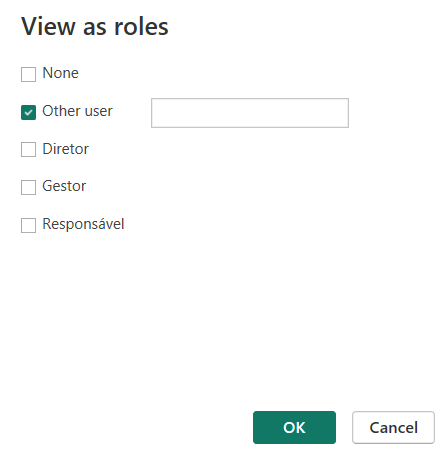 View as roles
None
Other user
Diretor
Gestor
Responsável
OK
Cancel